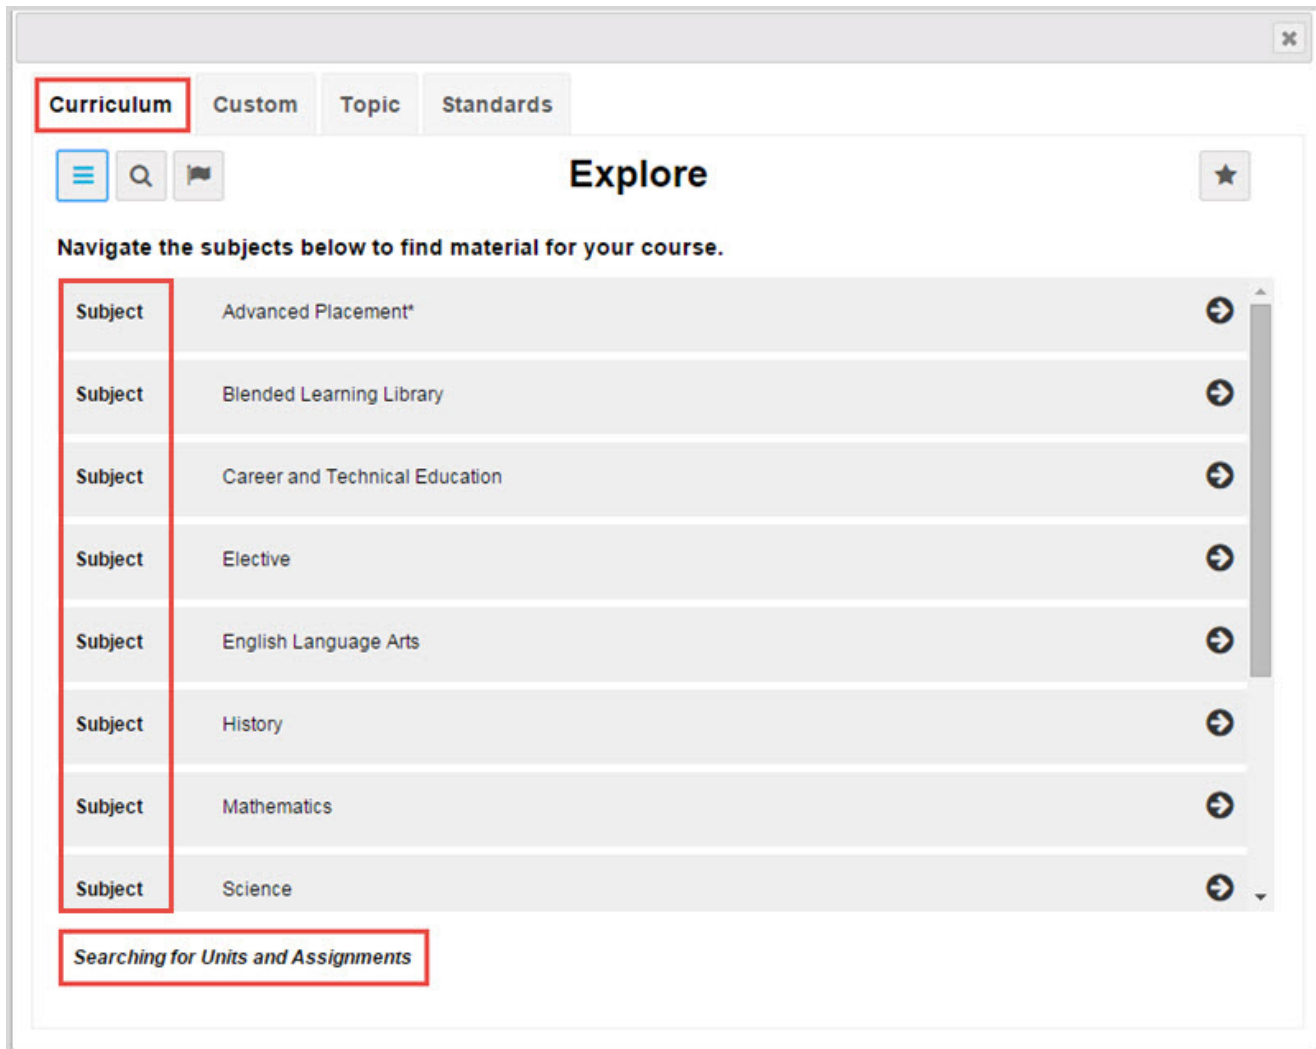 Curriculum Custom Topic Standards
Explore
Navigate the subjects below to find material for your course.
Subject Advanced Placement*
Subject Blended Learning Library
Subject Career and Technical Education
Subject Elective
Subject English Language Arts
Subject History
Subject Mathematics
Subject Science
Searching for Units and Assignments